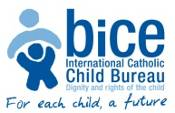 bice
International Catholic
Child Bureau
Dignity and rights of the child
For each child, a future